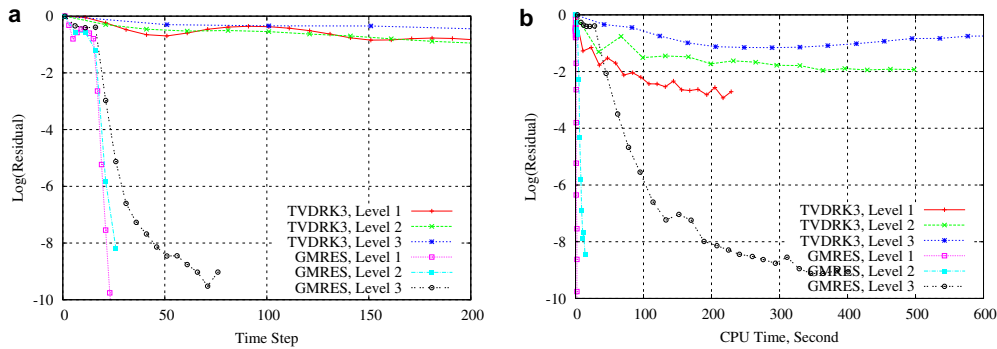 a
0
-2
-4
-6
-8
-10
0
50
100
150
200
Log(Residual)
Time Step
TVDRK3, Level 1
TVDRK3, Level 2
TVDRK3, Level 3
GMRES, Level 1
GMRES, Level 2
GMRES, Level 3
b
0
-2
-4
-6
-8
-10
0
100
200
300
400
500
600
Log(Residual)
CPU Time, Second
TVDRK3, Level 1
TVDRK3, Level 2
TVDRK3, Level 3
GMRES, Level 1
GMRES, Level 2
GMRES, Level 3